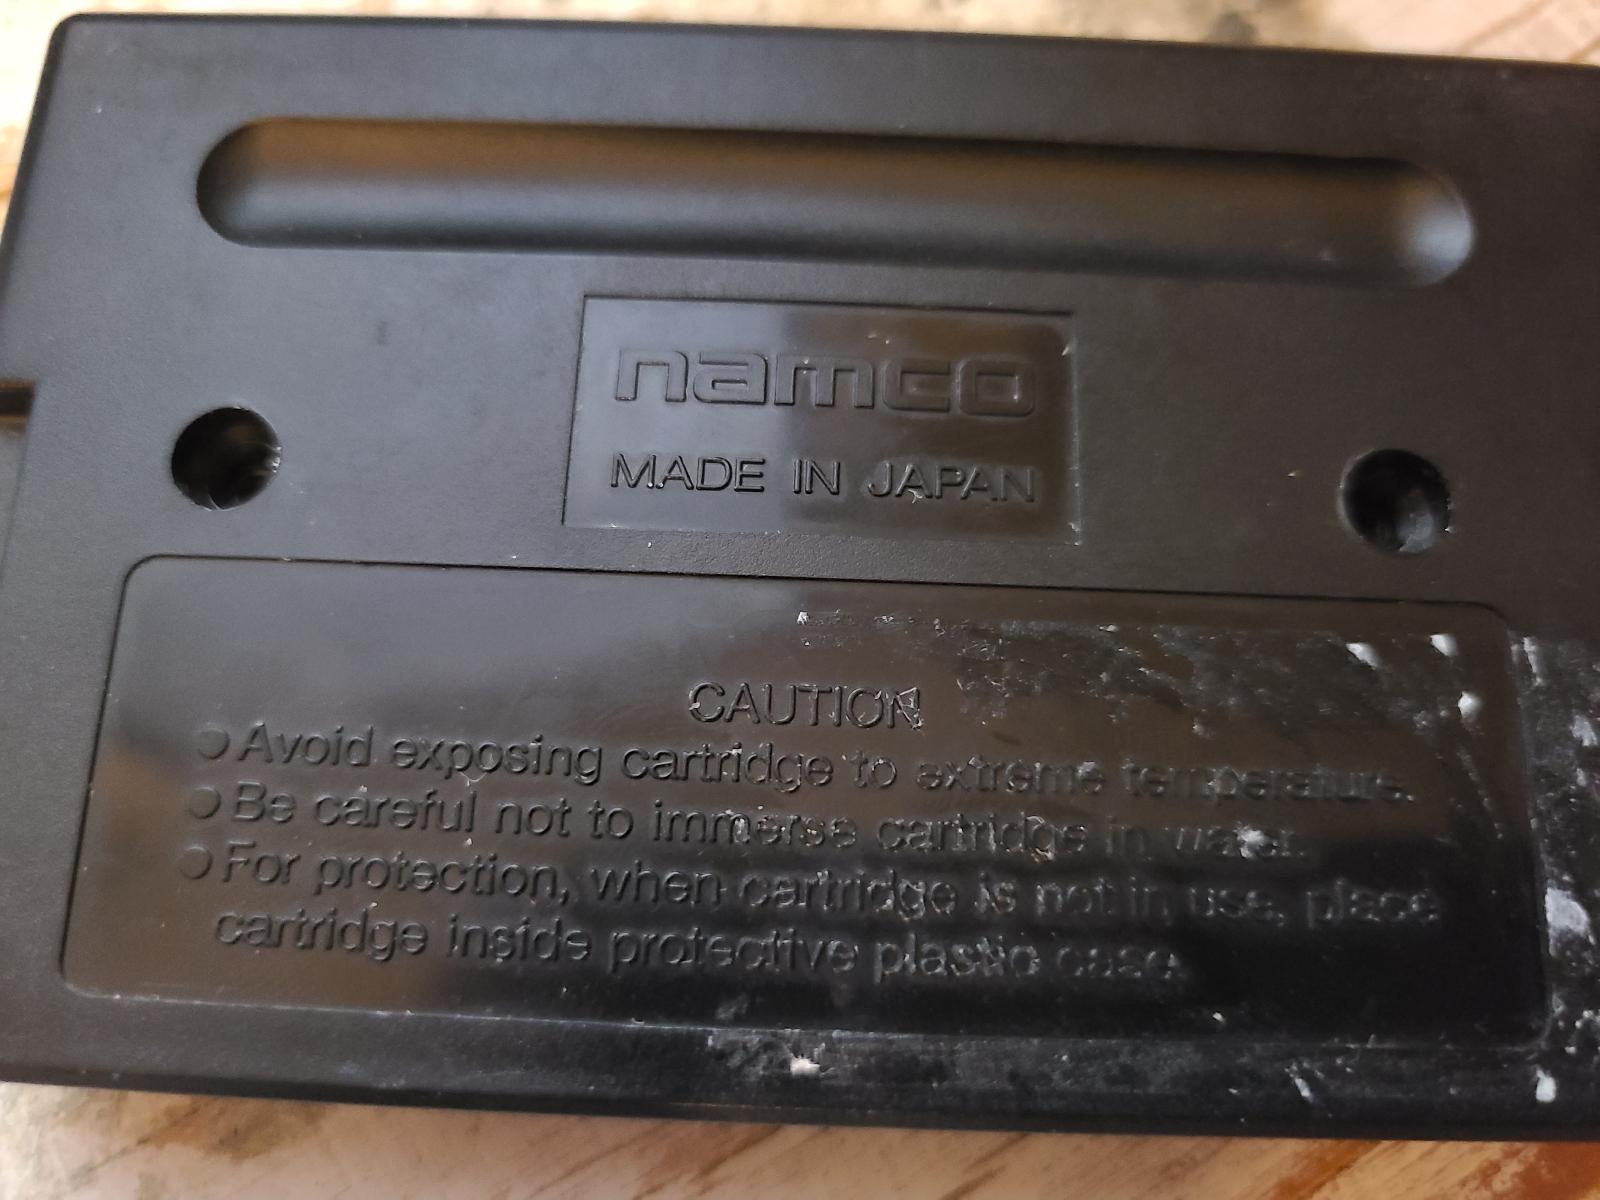 namco
MADE IN JAPAN
CAUTION
●Avoid exposing cartridge to extreme temperature.
●Be careful not to immerse cartridge in water.
●For protection, when cartridge is not in use, place
cartridge inside protective plastic case.